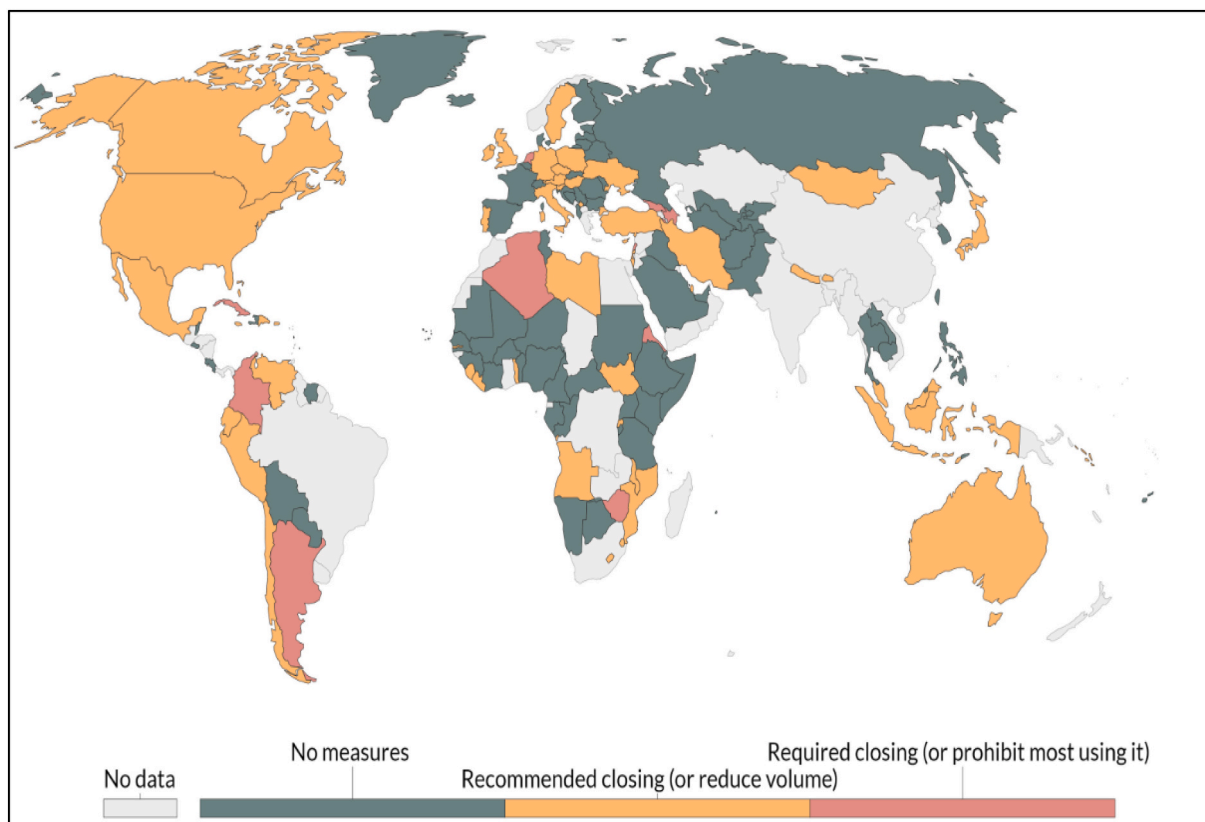 No measures
Required closing (or prohibit most using it)
No data
Recommended closing (or reduce volume)